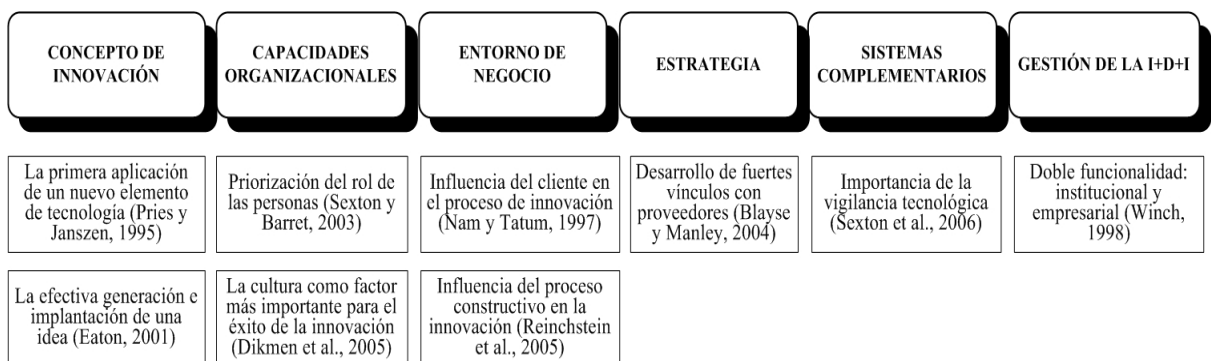 CONCEPTO DE
INNOVACIÓN
CAPACIDADES
ORGANIZACIONALES
ENTORNO DE
NEGOCIO
ESTRATEGIA
SISTEMAS
COMPLEMENTARIOS
GESTIÓN DE LA I+D+I
La primera aplicación
de un nuevo elemento
de tecnología (Pries y
Janszen, 1995)
Priorización del rol de
las personas (Sexton y
Barret, 2003)
Influencia del cliente en
el proceso de innovación
(Nam y Tatum, 1997)
Desarrollo de fuertes
vínculos con
proveedores (Blayse
y Manley, 2004)
Importancia de la
vigilancia tecnológica
(Sexton et al., 2006)
Doble funcionalidad:
institucional y
empresarial (Winch,
1998)
La efectiva generación e
implantación de una
idea (Eaton, 2001)
La cultura como factor
más importante para el
éxito de la innovación
(Dikmen et al., 2005)
Influencia del proceso
constructivo en la
innovación (Reinchstein
et al., 2005)